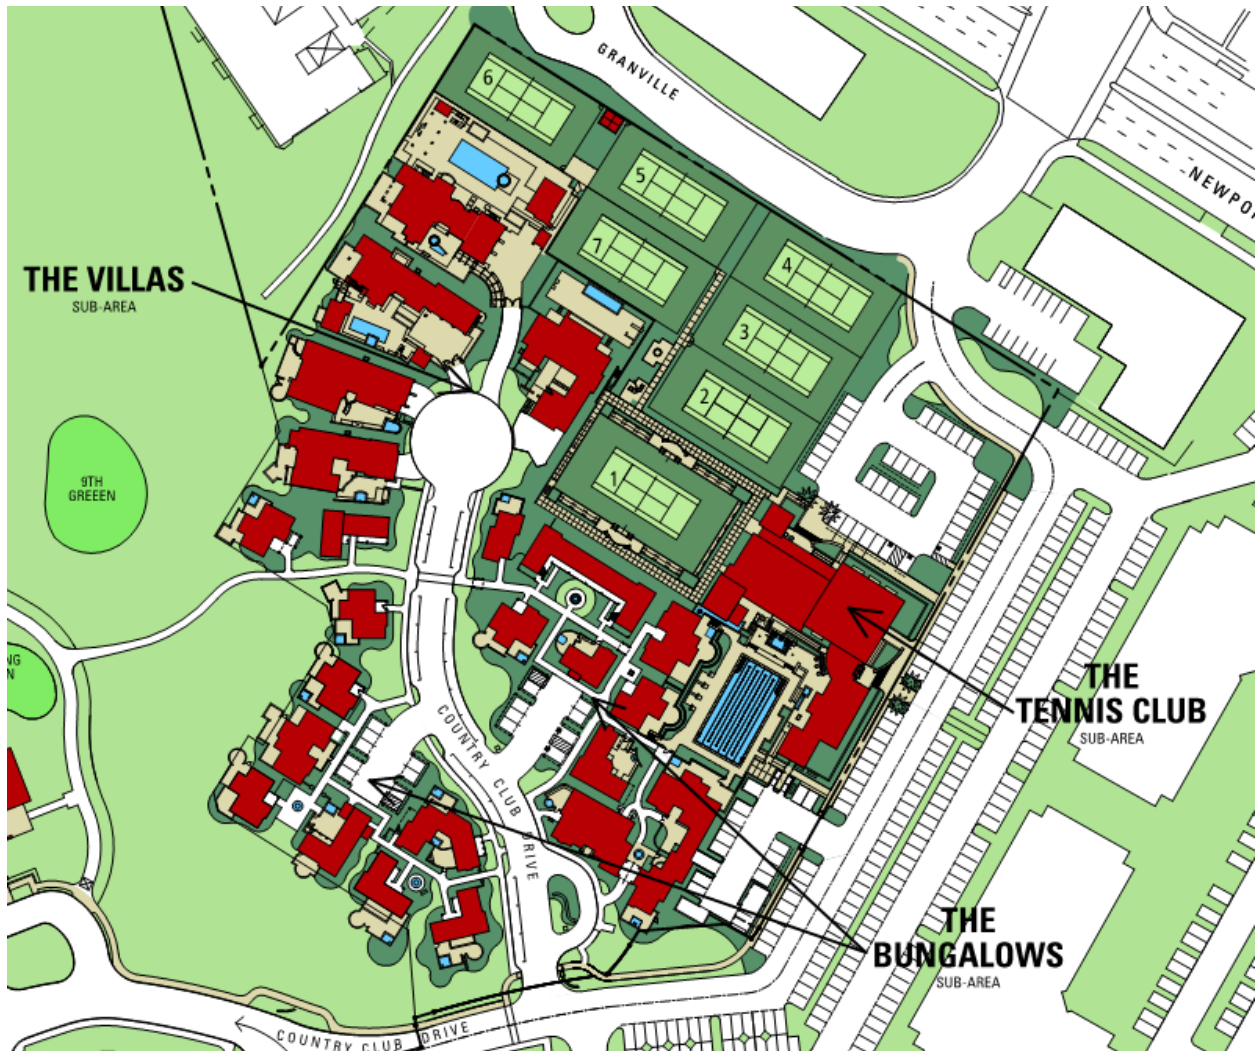 GRANVILLE
NEWPO
6
5
7
4
3
2
1
THE VILLAS
SUB-AREA
9TH
GREEEN
NG
N
THE
TENNIS CLUB
SUB-AREA
COUNTRY CLUB DRIVE
THE
BUNGALOWS
SUB-AREA
COUNTRY CLUB DRIVE